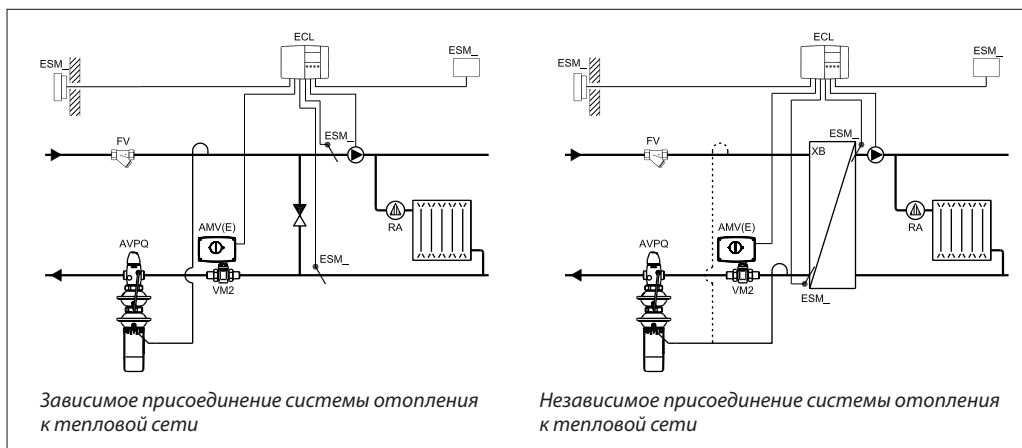 ECL
ESM_
ESM_
FV
ESM_
AMV(E)
AVPQ
RA
ESM_
VM2
Зависимое присоединение системы отопления
к тепловой сети
ECL
ESM_
ESM_
FV
ESM_
XB
AMV(E)
AVPQ
RA
VM2
ESM_
Независимое присоединение системы отопления
к тепловой сети